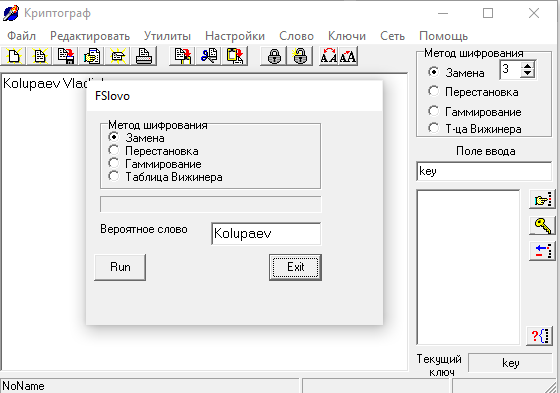 Криптограф
Файл Редактировать Утилиты Настройки Слово Ключи Сеть Помощь
Kolupaev
FSlovo
Метод шифрования
Замена
Перестановка
Гаммирование
Таблица Вижинера
Вероятное слово
Kolupaev
Run
Exit
Метод шифрования
Замена
3
Перестановка
Гаммирование
Т-ца Вижинера
Поле ввода
key
Текущий
ключ
key
NoName